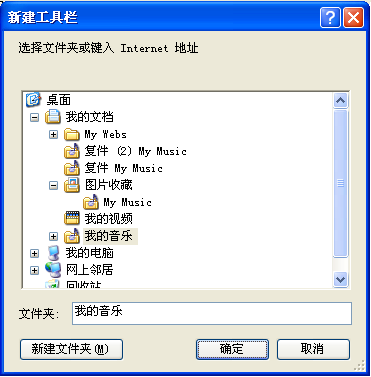 新建工具栏
选择文件夹或键入 Internet 地址
桌面
我的文档
My Webs
复件 (2) My Music
复件 My Music
图片收藏
My Music
我的视频
我的音乐
我的电脑
网上邻居
回收站
文件夹: 我的音乐
新建文件夹(M) 确定 取消